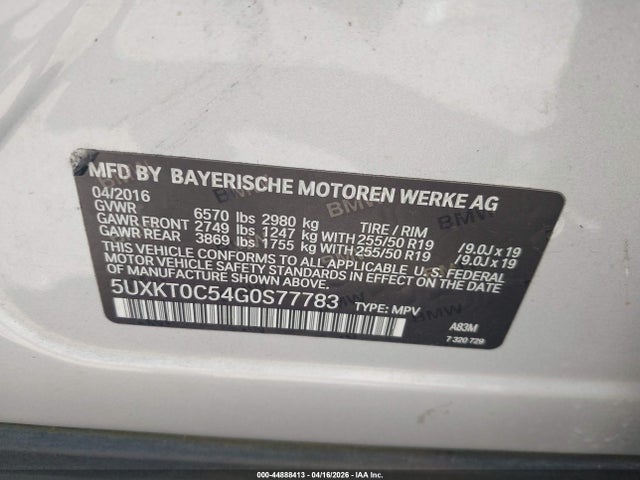 MFD BY BAYERISCHE MOTOREN WERKE AG
04/2016
GVWR 6570 lbs 2980 kg TIRE / RIM
GAWR FRONT 2749 lbs 1247 kg WITH 255/50 R19 /9.0J x 19
GAWR REAR 3869 lbs 1755 kg WITH 255/50 R19 /9.0J x 19
THIS VEHICLE CONFORMS TO ALL APPLICABLE U.S. FEDERAL
MOTOR VEHICLE SAFETY STANDARDS IN EFFECT ON THE DATE
OF MANUFACTURE SHOWN ABOVE.
5UXKT0C54G0S77783 TYPE: MPV
A83M
7 320 729
000-44888413 - 04/16/2026 - IAA Inc.